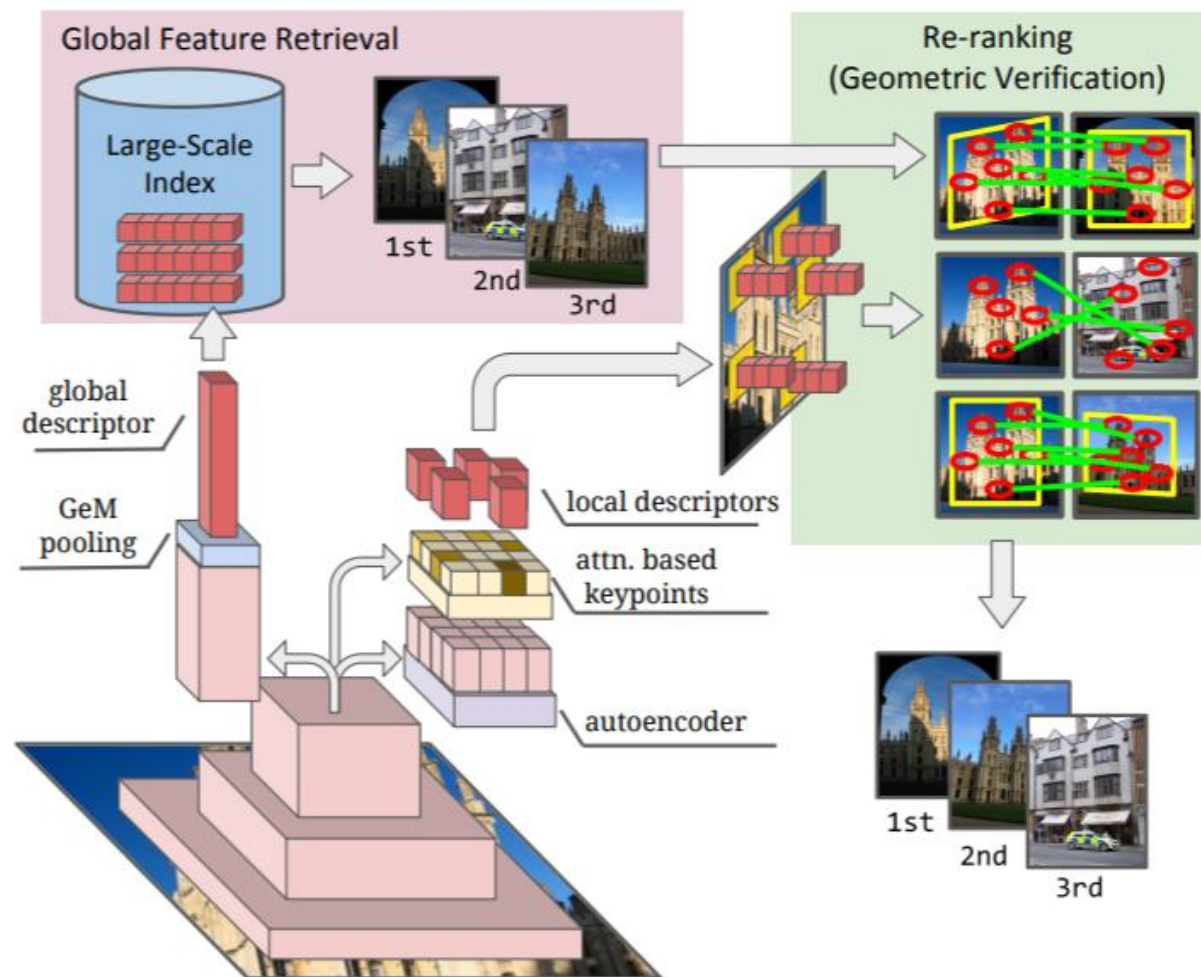 Global Feature Retrieval
Large-Scale
Index
1st
2nd
3rd
Re-ranking
(Geometric Verification)
global
descriptor
GeM
pooling
local descriptors
attn. based
keypoints
autoencoder
1st
2nd
3rd